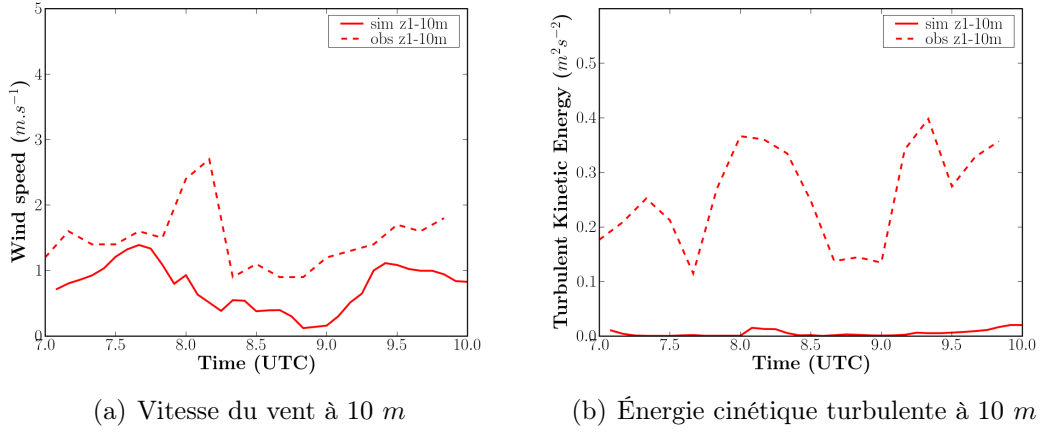 5
4
3
2
1
0
Wind speed (m.s⁻¹)
sim z1-10m
obs z1-10m
7.0 7.5 8.0 8.5 9.0 9.5 10.0
Time (UTC)
(a) Vitesse du vent à 10 m
0.6
0.5
0.4
0.3
0.2
0.1
0.0
Turbulent Kinetic Energy (m²s⁻²)
sim z1-10m
obs z1-10m
7.0 7.5 8.0 8.5 9.0 9.5 10.0
Time (UTC)
(b) Énergie cinétique turbulente à 10 m